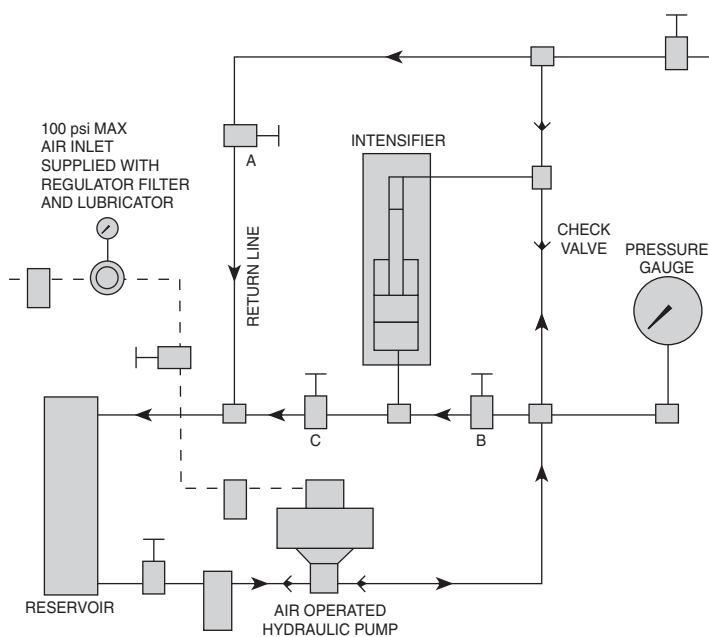 100 psi MAX
AIR INLET
SUPPLIED WITH
REGULATOR FILTER
AND LUBRICATOR
A
INTENSIFIER
RETURN LINE
CHECK
VALVE
PRESSURE
GAUGE
C
B
RESERVOIR
AIR OPERATED
HYDRAULIC PUMP